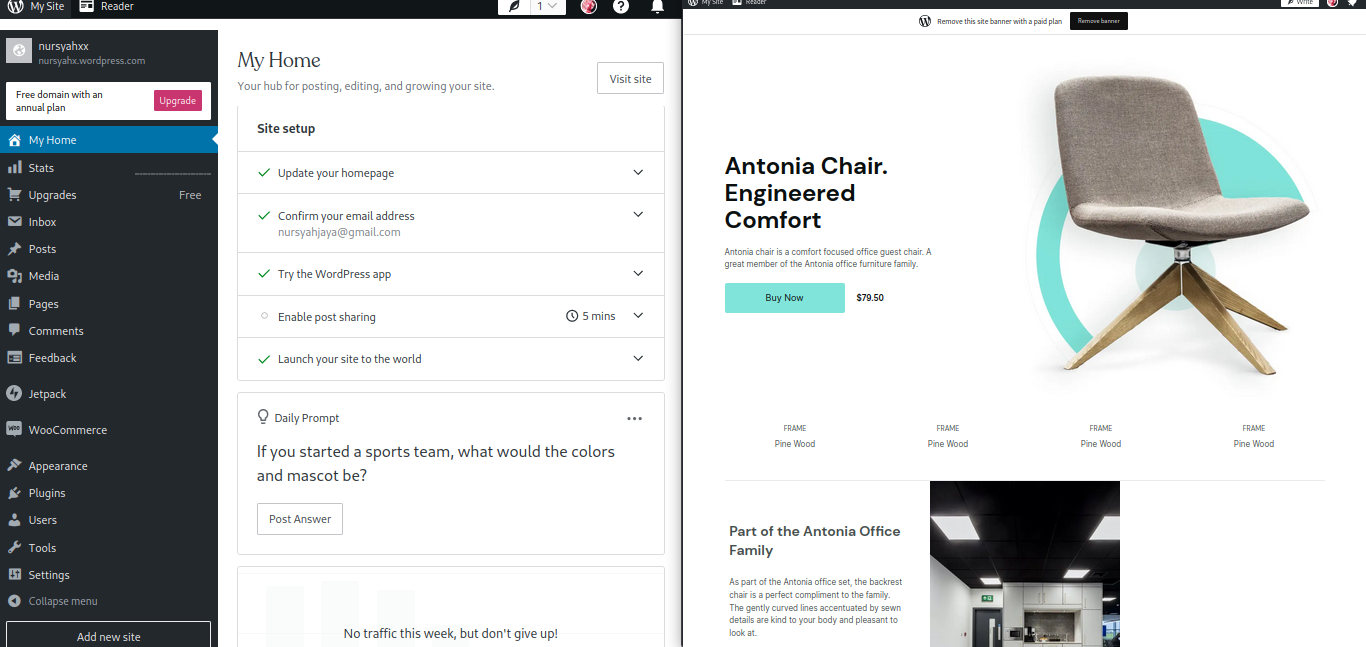 My Site
Reader
1
nursyahxx
nursyahx.wordpress.com
Free domain with an
annual plan
Upgrade
My Home
Stats
Upgrades
Free
Inbox
Posts
Media
Pages
Comments
Feedback
Jetpack
WooCommerce
Appearance
Plugins
Users
Tools
Settings
Collapse menu
Add new site
My Home
Your hub for posting, editing, and growing your site.
Visit site
Site setup
Update your homepage
Confirm your email address
nursyahjaya@gmail.com
Try the WordPress app
Enable post sharing
5 mins
Launch your site to the world
Daily Prompt
If you started a sports team, what would the colors
and mascot be?
Post Answer
No traffic this week, but don't give up!
My Site
Reader
Write
Remove this site banner with a paid plan
Remove banner
Antonia Chair.
Engineered
Comfort
Antonia chair is a comfort focused office guest chair. A
great member of the Antonia office furniture family.
Buy Now
$79.50
FRAME
Pine Wood
FRAME
Pine Wood
FRAME
Pine Wood
FRAME
Pine Wood
Part of the Antonia Office
Family
As part of the Antonia office set, the backrest
chair is a perfect compliment to the family.
The gently curved lines accentuated by sewn
details are kind to your body and pleasant to
look at.